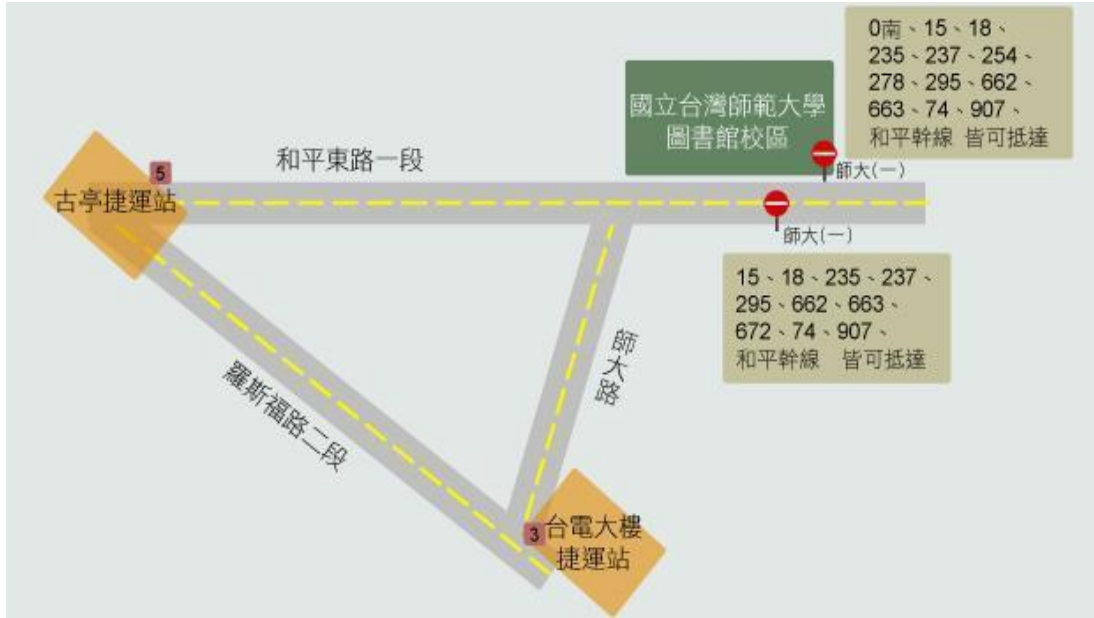 0南、15、18、
235、237、254、
278、295、662、
663、74、907、
和平幹線 皆可抵達
國立台灣師範大學
圖書館校區
和平東路一段
師大(一)
5
古亭捷運站
師大(一)
15、18、235、237、
295、662、663、
672、74、907、
和平幹線 皆可抵達
師大路
羅斯福路二段
3
台電大樓
捷運站